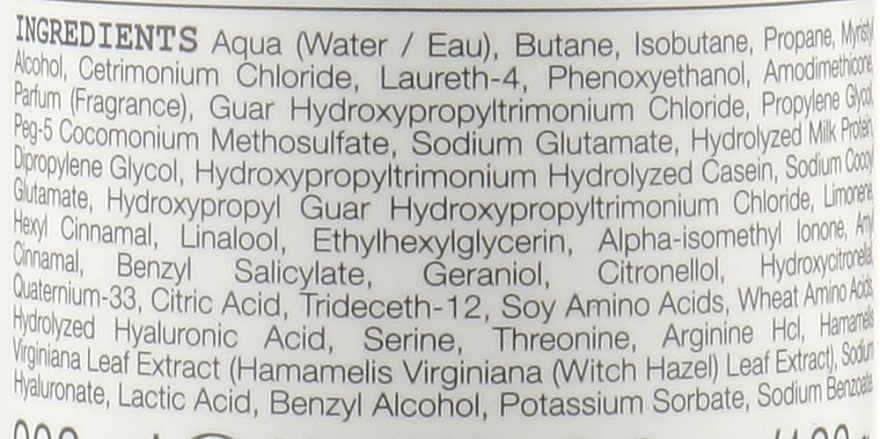 INGREDIENTS Aqua (Water / Eau), Butane, Isobutane, Propane, Myristyl
Alcohol, Cetrimonium Chloride, Laureth-4, Phenoxyethanol, Amodimethicone,
Parfum (Fragrance), Guar Hydroxypropyltrimonium Chloride, Propylene Glycol,
Peg-5 Cocomonium Methosulfate, Sodium Glutamate, Hydrolyzed Milk Protein,
Dipropylene Glycol, Hydroxypropyltrimonium Hydrolyzed Casein, Sodium Cocoyl
Glutamate, Hydroxypropyl Guar Hydroxypropyltrimonium Chloride, Limonene,
Hexyl Cinnamal, Linalool, Ethylhexylglycerin, Alpha-isomethyl Ionone, Amyl
Cinnamal, Benzyl Salicylate, Geraniol, Citronellol, Hydroxycitronellal,
Quaternium-33, Citric Acid, Trideceth-12, Soy Amino Acids, Wheat Amino Acids,
Hydrolyzed Hyaluronic Acid, Serine, Threonine, Arginine Hcl, Hamamelis
Virginiana Leaf Extract (Hamamelis Virginiana (Witch Hazel) Leaf Extract), Sodium
Hyaluronate, Lactic Acid, Benzyl Alcohol, Potassium Sorbate, Sodium Benzoate